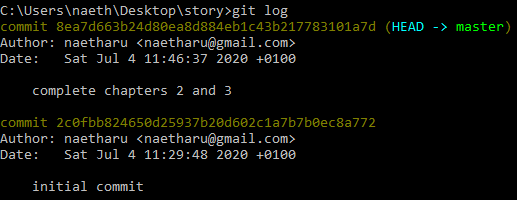 C:\Users\naeth\Desktop\story>git log
commit 8ea7d663b24d80ea8d884eb1c43b217783101a7d (HEAD -> master)
Author: naetharu <naetharu@gmail.com>
Date:   Sat Jul 4 11:46:37 2020 +0100
complete chapters 2 and 3
commit 2c0fbb824650d25937b20d602c1a7b7b0ec8a772
Author: naetharu <naetharu@gmail.com>
Date:   Sat Jul 4 11:29:48 2020 +0100
initial commit